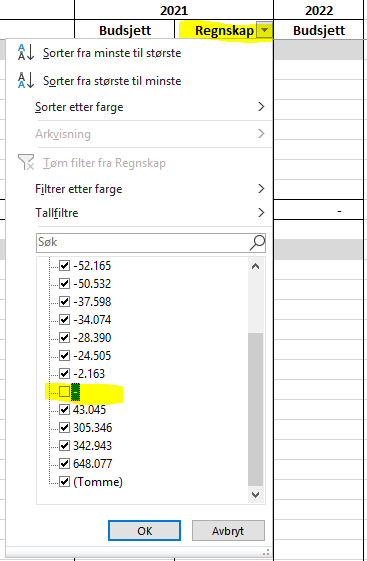 2021 2022
Budsjett Regnskap Budsjett
Sorter fra minste til største
Sorter fra største til minste
Sorter etter farge
Arkvisning
Tøm filter fra Regnskap
Filtrer etter farge
Tallfiltre
-
Søk
-52.165
-50.532
-37.598
-34.074
-28.390
-24.505
-2.163
-
43.045
305.346
342.943
648.077
(Tomme)
OK Avbryt